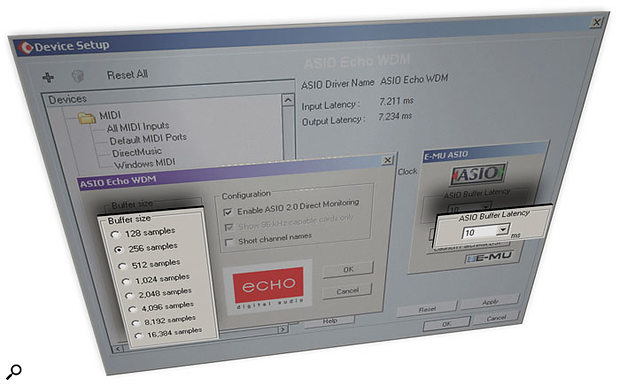 Device Setup
Reset All
Devices
MIDI
All MIDI Inputs
Default MIDI Ports
DirectMusic
Windows MIDI
ASIO Echo WDM
ASIO Driver Name ASIO Echo WDM
Input Latency : 7.211 ms
Output Latency : 7.234 ms
Clock
ASIO Echo WDM
Buffer size
Buffer size
128 samples
256 samples
512 samples
1,024 samples
2,048 samples
4,096 samples
8,192 samples
16,384 samples
Configuration
Enable ASIO 2.0 Direct Monitoring
Show 96 kHz capable cards only
Short channel names
echo
digital audio
OK
Cancel
E-MU ASIO
ASIO
ASIO Buffer Latency
10
ASIO Buffer Latency
10 ms
E-MU
Help
Reset
Apply
OK
Cancel